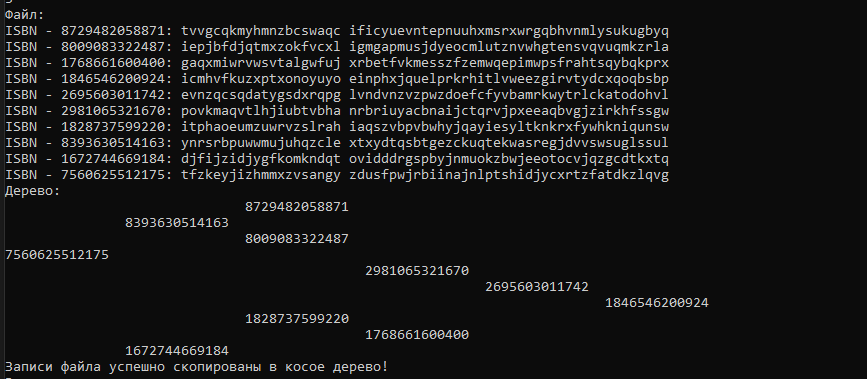 Файл:
ISBN - 8729482058871: tvvgcqkmyhmnzbcswaqc ificyuevntepnuuhxmsrxwrgqbhvnmlysukugbyq
ISBN - 8009083322487: iepjbfdjqtmxzokfvcxl igmgapmusjdyeocmlutznvwhgtensvqvuqmkzrla
ISBN - 1768661600400: gaqxmiwrvwsvtalgwfuj xrbetfvkmesszfzemwqepimwpsfrahtsqybqkprx
ISBN - 1846546200924: icmhvfkuzxptxonoyuyo einphxjquelprkrhitlvweezgirvtydcxqoqbsbp
ISBN - 2695603011742: evnzqcsqdatygsdxrqpg lvndvnzvzpwzdoefcfyvbamrkwytrlckatodohvl
ISBN - 2981065321670: povkmaqvtlhjiubtvbha nrbriuyacbnaijctqrvjpxeeaqbvgjzirkhfssgw
ISBN - 1828737599220: itphaoeumzuwrvzslrah iaqszvbpvbwhyjqayiesyltknkrxfywhkniqunsw
ISBN - 8393630514163: ynrsrbpuwwmujuhqzcle xtxydtqsbtgezckuqtekwasregjdvvswsuglssul
ISBN - 1672744669184: djfijzidjygfkomkndqt ovidddrgspbyjnmuokzbwjeeotocvjqzgcdtkxtq
ISBN - 7560625512175: tfzkeyjizhmmxzvsangy zdusfpwjrbiinajnlptshidjycxrtzfatdkzlqvg
Дерево:
8729482058871
8393630514163
8009083322487
7560625512175
2981065321670
2695603011742
1846546200924
1828737599220
1768661600400
1672744669184
Записи файла успешно скопированы в косое дерево!